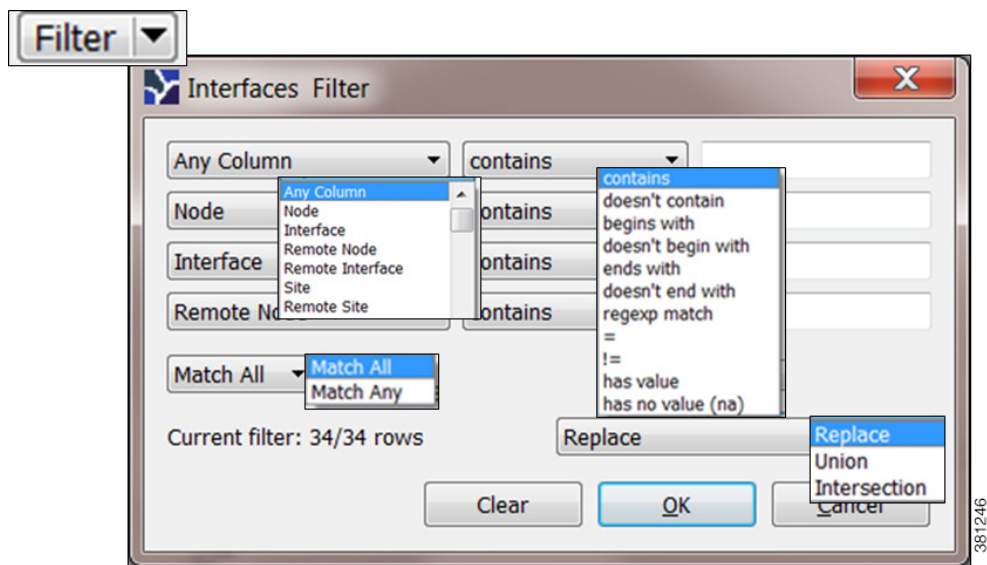 Filter
Interfaces Filter
X
Any Column contains
Any Column
Node
Interface
Remote Node
Remote Interface
Site
Remote Site
contains
doesn't contain
begins with
doesn't begin with
ends with
doesn't end with
regexp match
=
!=
has value
has no value (na)
Node ontains
Interface ontains
Remote No contains
Match All
Match All
Match Any
Current filter: 34/34 rows Replace
Replace
Union
Intersection
Clear OK Cancel
381246